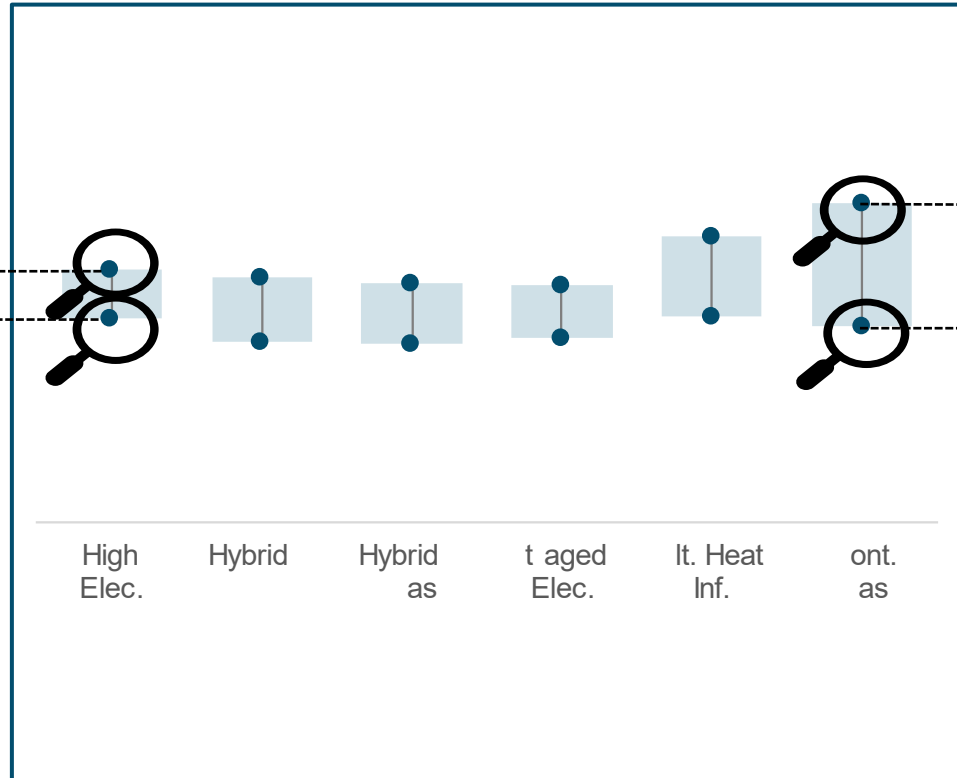 High Hybrid Hybrid t aged lt. Heat ont.
Elec. as Elec. Inf. as